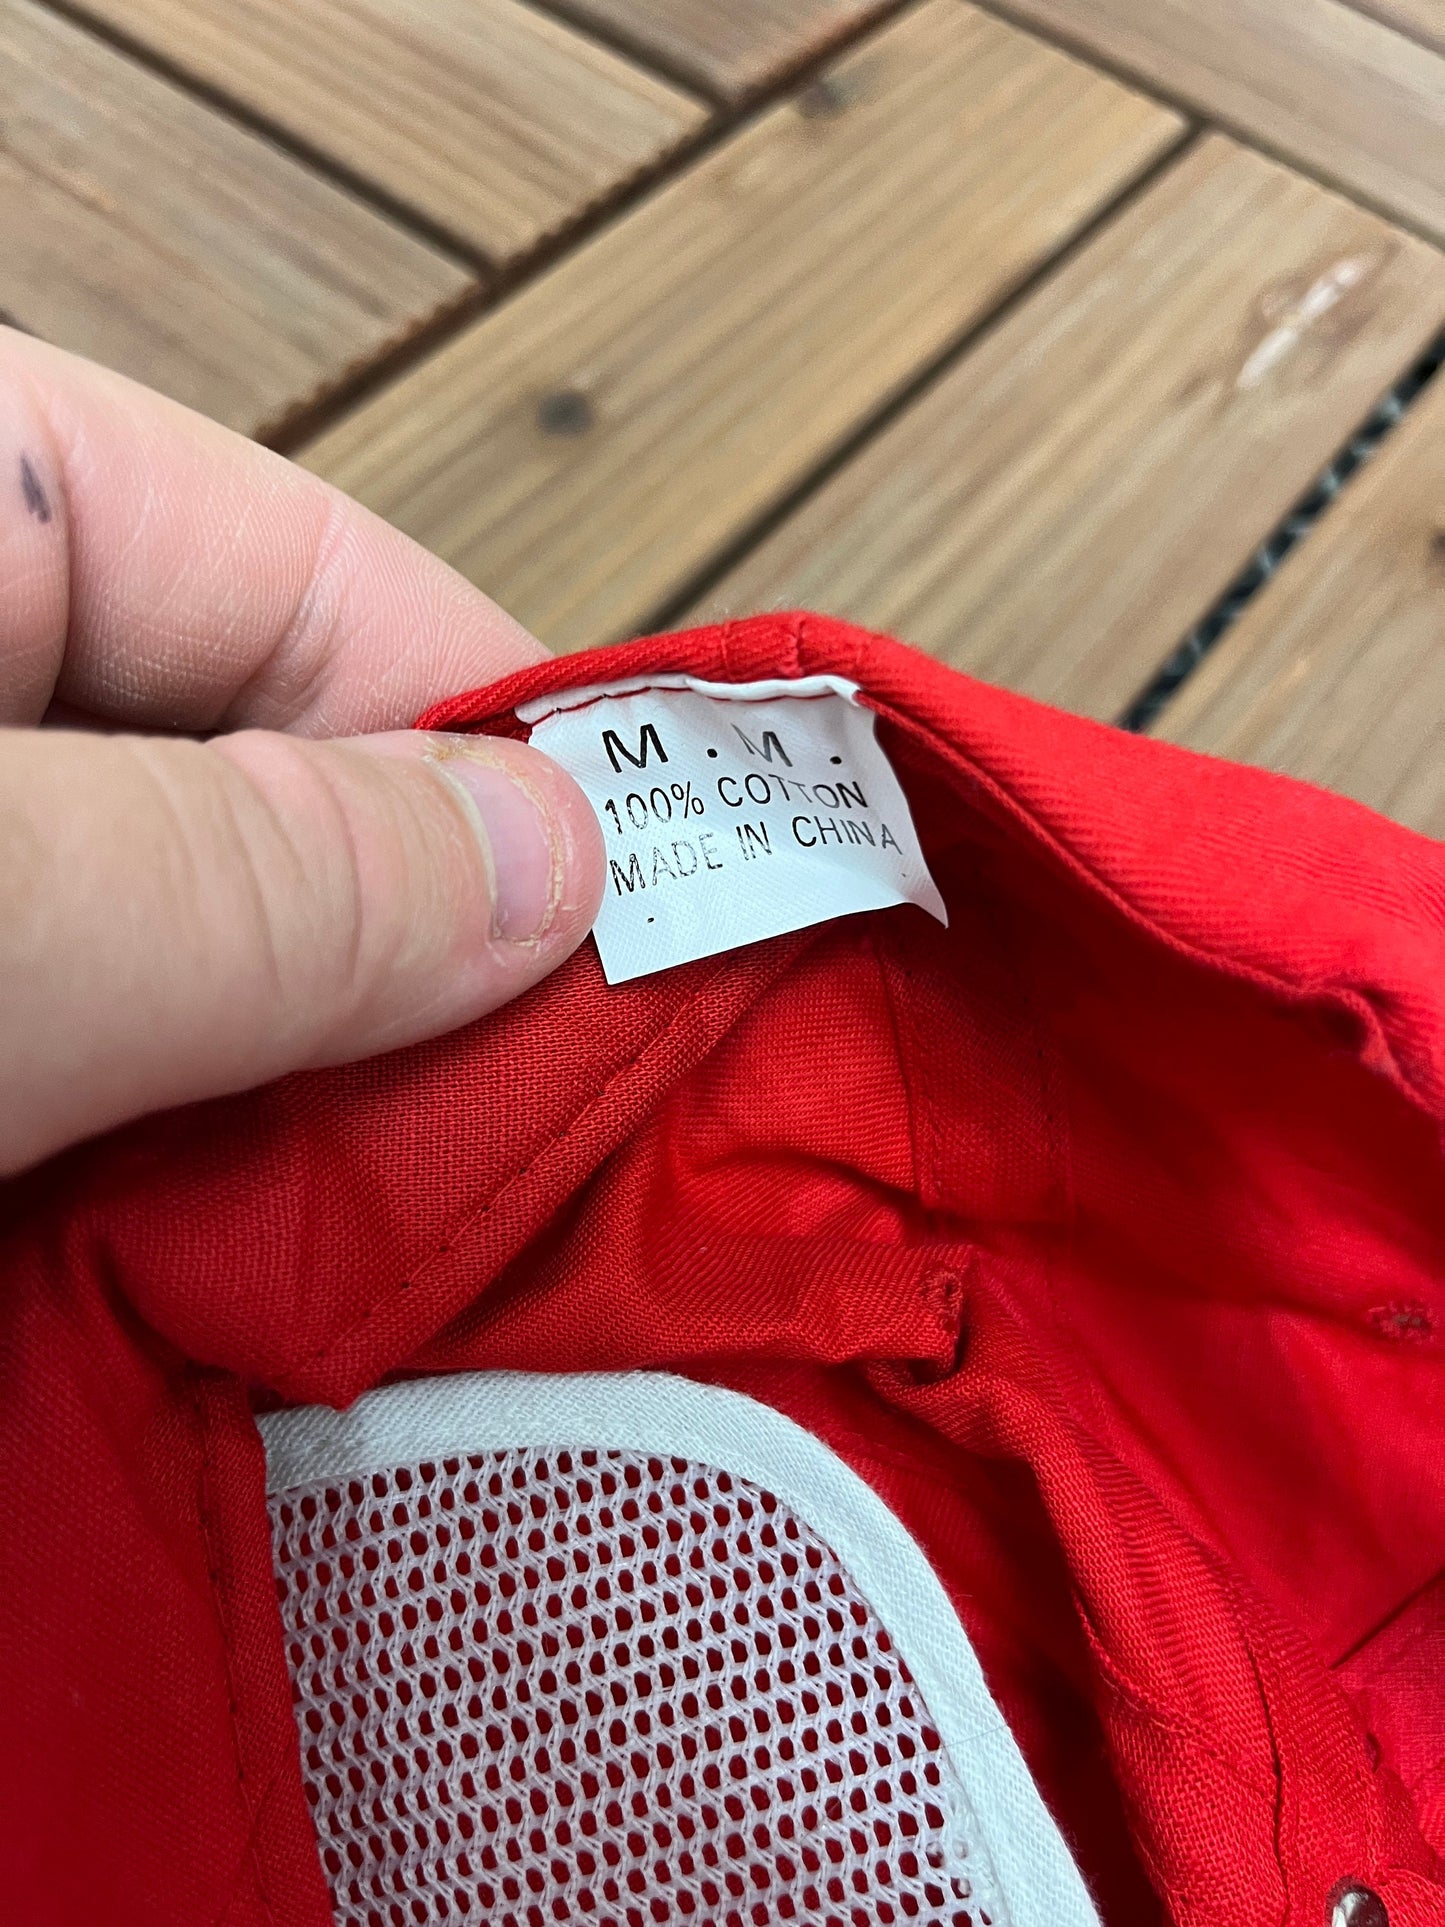 M . M .
100% COTTON
MADE IN CHINA